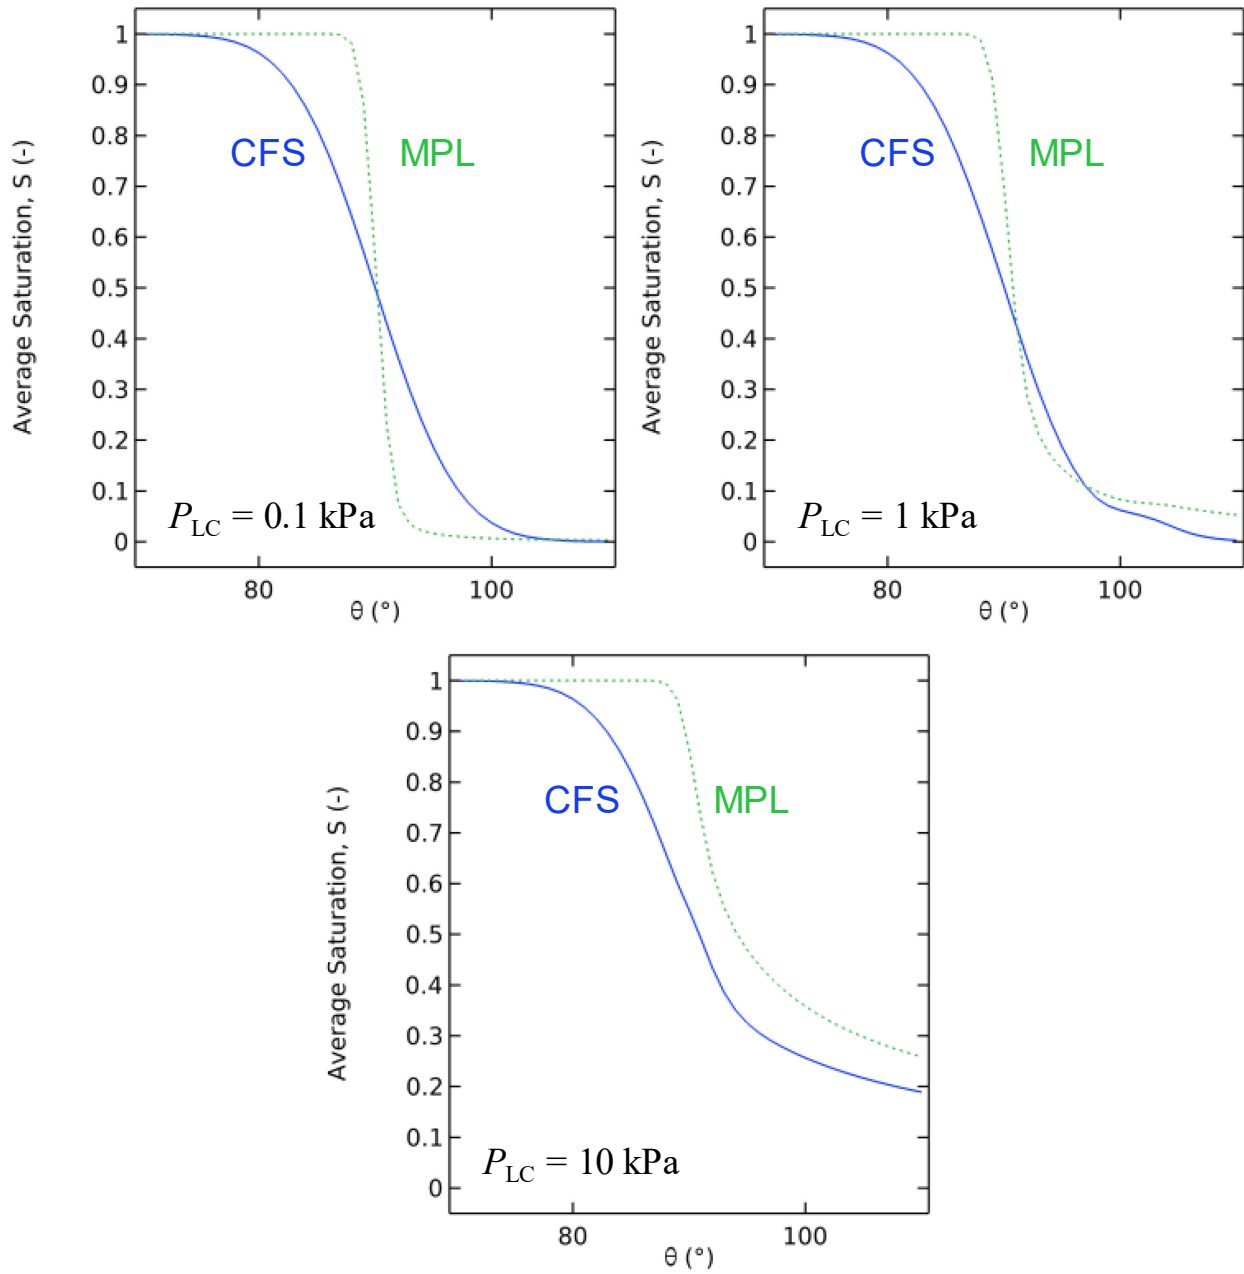 1
0.9
0.8
0.7
0.6
0.5
0.4
0.3
0.2
0.1
0
Average Saturation, S (-)
CFS
MPL
P_LC = 0.1 kPa
80
100
θ (°)
1
0.9
0.8
0.7
0.6
0.5
0.4
0.3
0.2
0.1
0
Average Saturation, S (-)
CFS
MPL
P_LC = 1 kPa
80
100
θ (°)
1
0.9
0.8
0.7
0.6
0.5
0.4
0.3
0.2
0.1
0
Average Saturation, S (-)
CFS
MPL
P_LC = 10 kPa
80
100
θ (°)